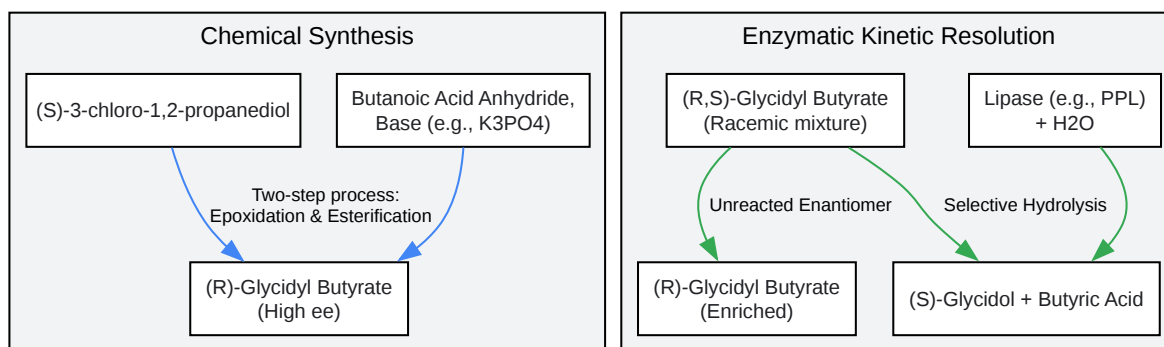 Chemical Synthesis
(S)-3-chloro-1,2-propanediol
Butanoic Acid Anhydride,
Base (e.g., K3PO4)
Two-step process:
Epoxidation & Esterification
(R)-Glycidyl Butyrate
(High ee)
Enzymatic Kinetic Resolution
(R,S)-Glycidyl Butyrate
(Racemic mixture)
Lipase (e.g., PPL)
+ H2O
Unreacted Enantiomer
Selective Hydrolysis
(R)-Glycidyl Butyrate
(Enriched)
(S)-Glycidol + Butyric Acid